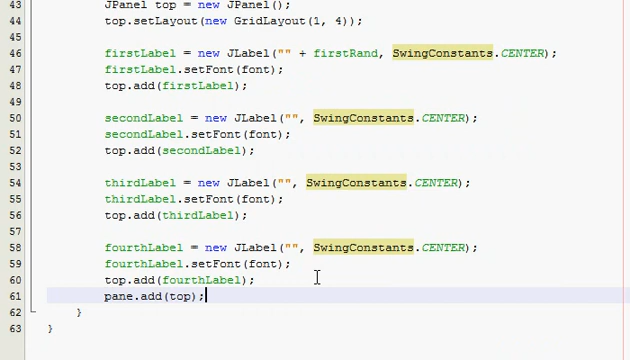 43 JPanel top = new JPanel();
44 top.setLayout(new GridLayout(1, 4));
45
46 firstLabel = new JLabel("" + firstRand, SwingConstants.CENTER);
47 firstLabel.setFont(font);
48 top.add(firstLabel);
49
50 secondLabel = new JLabel("", SwingConstants.CENTER);
51 secondLabel.setFont(font);
52 top.add(secondLabel);
53
54 thirdLabel = new JLabel("", SwingConstants.CENTER);
55 thirdLabel.setFont(font);
56 top.add(thirdLabel);
57
58 fourthLabel = new JLabel("", SwingConstants.CENTER);
59 fourthLabel.setFont(font);
60 top.add(fourthLabel);
61 pane.add(top);
62 }
63 }